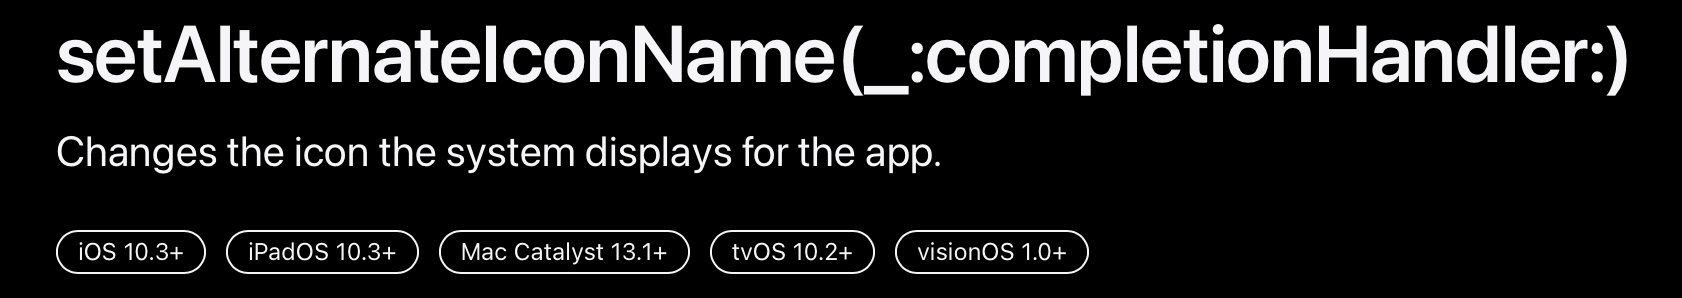 setAlternateIconName(_:completionHandler:)
Changes the icon the system displays for the app.
iOS 10.3+ iPadOS 10.3+ Mac Catalyst 13.1+ tvOS 10.2+ visionOS 1.0+